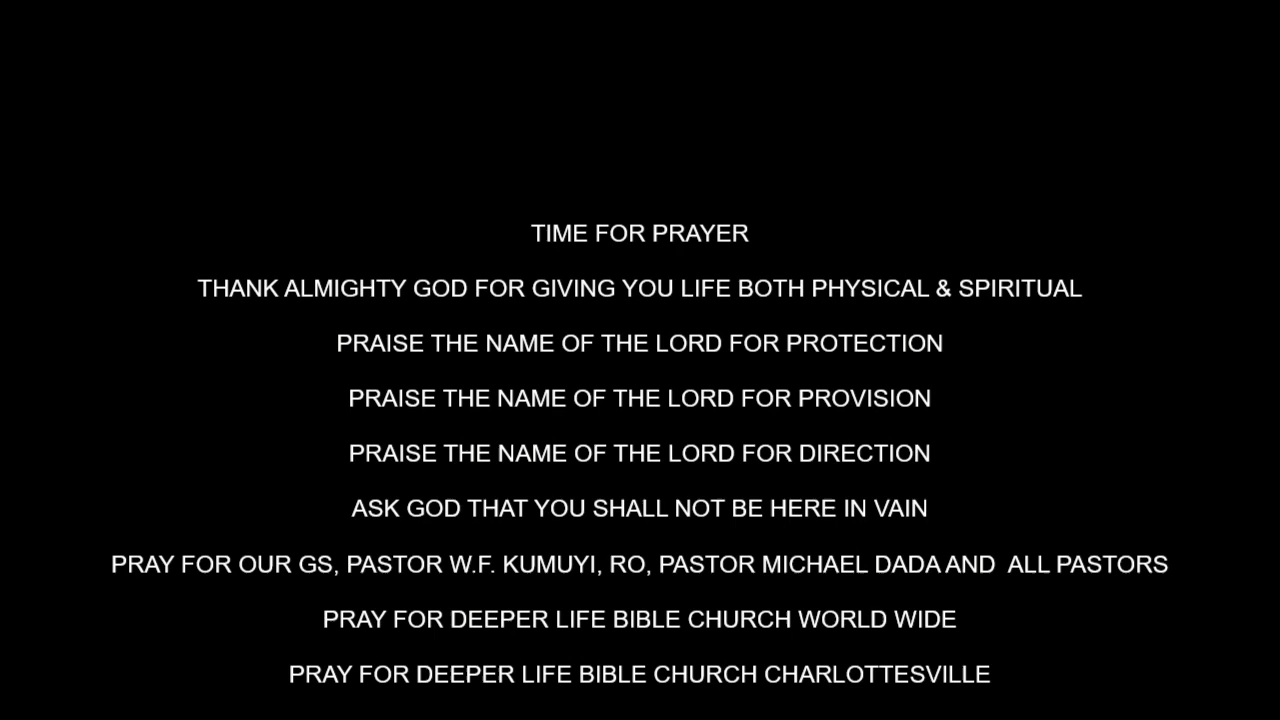 TIME FOR PRAYER
THANK ALMIGHTY GOD FOR GIVING YOU LIFE BOTH PHYSICAL & SPIRITUAL
PRAISE THE NAME OF THE LORD FOR PROTECTION
PRAISE THE NAME OF THE LORD FOR PROVISION
PRAISE THE NAME OF THE LORD FOR DIRECTION
ASK GOD THAT YOU SHALL NOT BE HERE IN VAIN
PRAY FOR OUR GS, PASTOR W.F. KUMUYI, RO, PASTOR MICHAEL DADA AND  ALL PASTORS
PRAY FOR DEEPER LIFE BIBLE CHURCH WORLD WIDE
PRAY FOR DEEPER LIFE BIBLE CHURCH CHARLOTTESVILLE